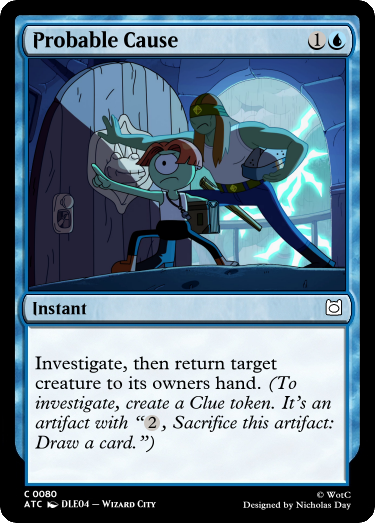 Probable Cause 1
Instant
Investigate, then return target
creature to its owners hand. (To
investigate, create a Clue token. It's an
artifact with “2, Sacrifice this artifact:
Draw a card.”)
C 0080 © WotC
ATC DLE04 – Wizard City Designed by Nicholas Day